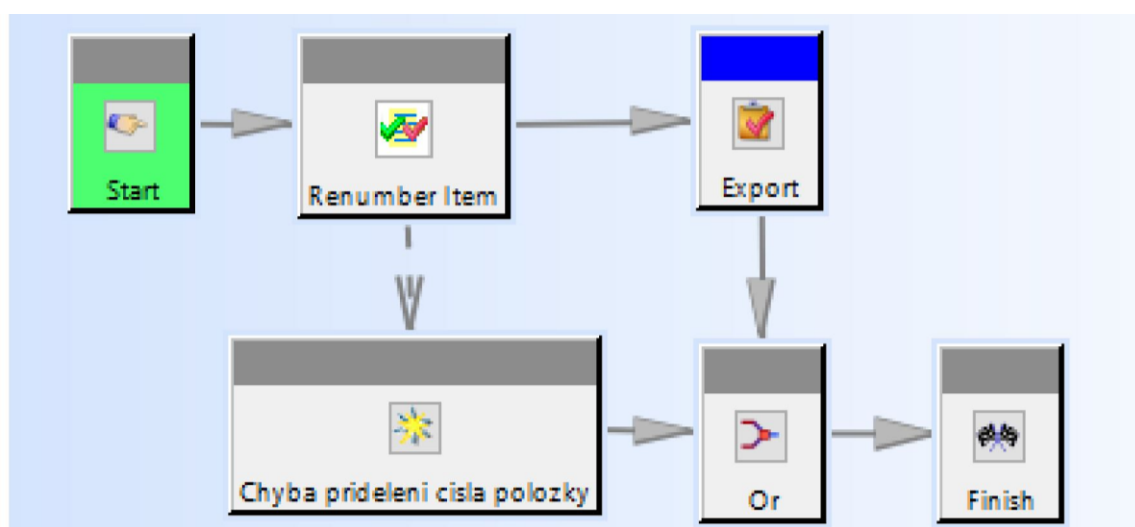 Start
Renumber Item
Export
Chyba prideleni cisla polozky
Or
Finish